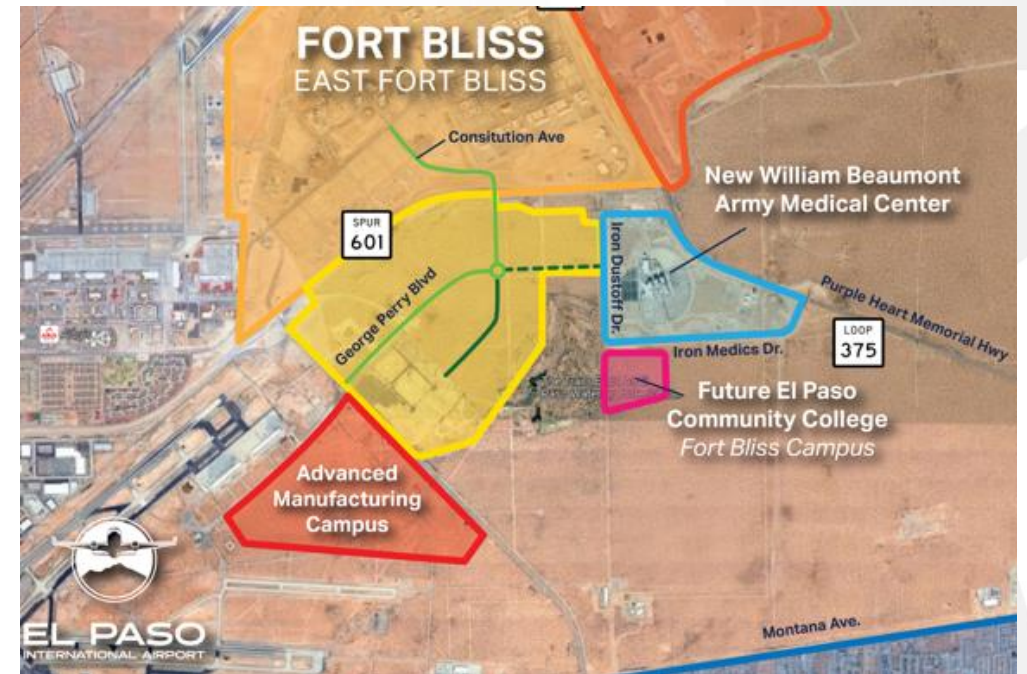 FORT BLISS
EAST FORT BLISS
Consitution Ave
New William Beaumont
Army Medical Center
SPUR
601
Iron Dustoff Dr.
George Perry Blvd
Purple Heart Memorial Hwy
LOOP
375
Iron Medics Dr.
Future El Paso
Community College
Fort Bliss Campus
Advanced
Manufacturing
Campus
EL PASO
INTERNATIONAL AIRPORT
Montana Ave.